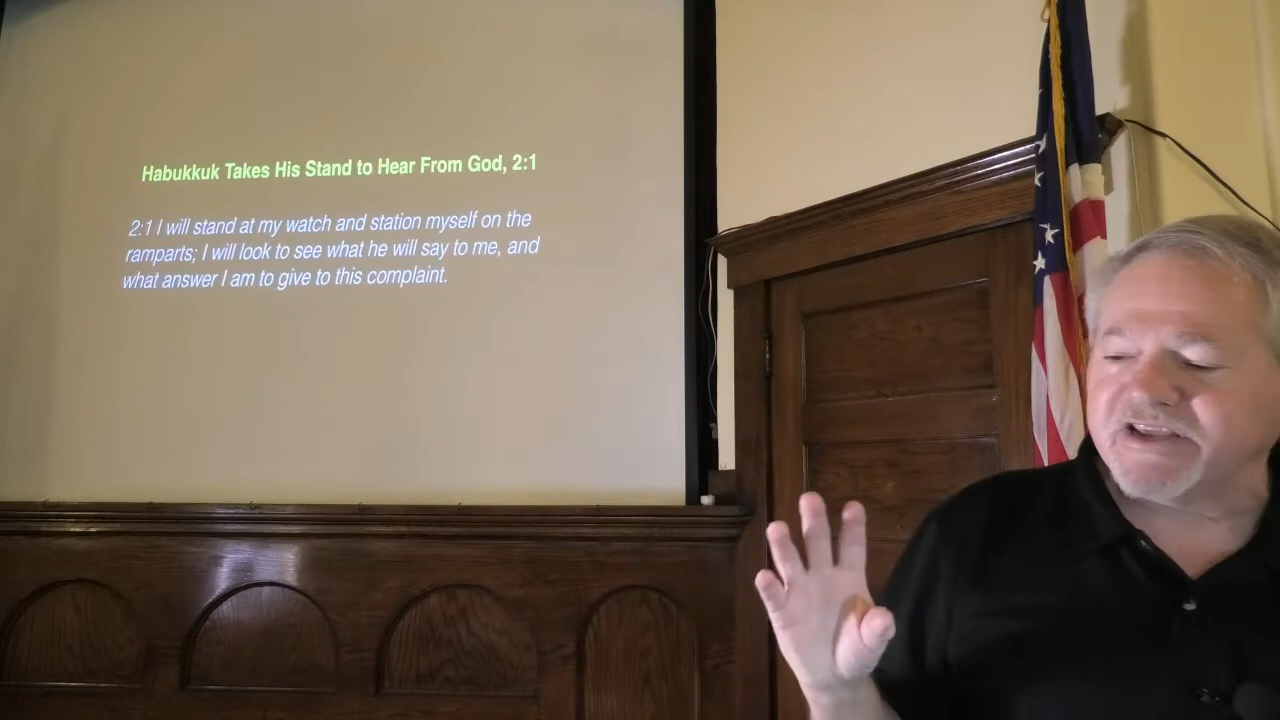 Habukkuk Takes His Stand to Hear From God, 2:1
2:1 I will stand at my watch and station myself on the
ramparts; I will look to see what he will say to me, and
what answer I am to give to this complaint.